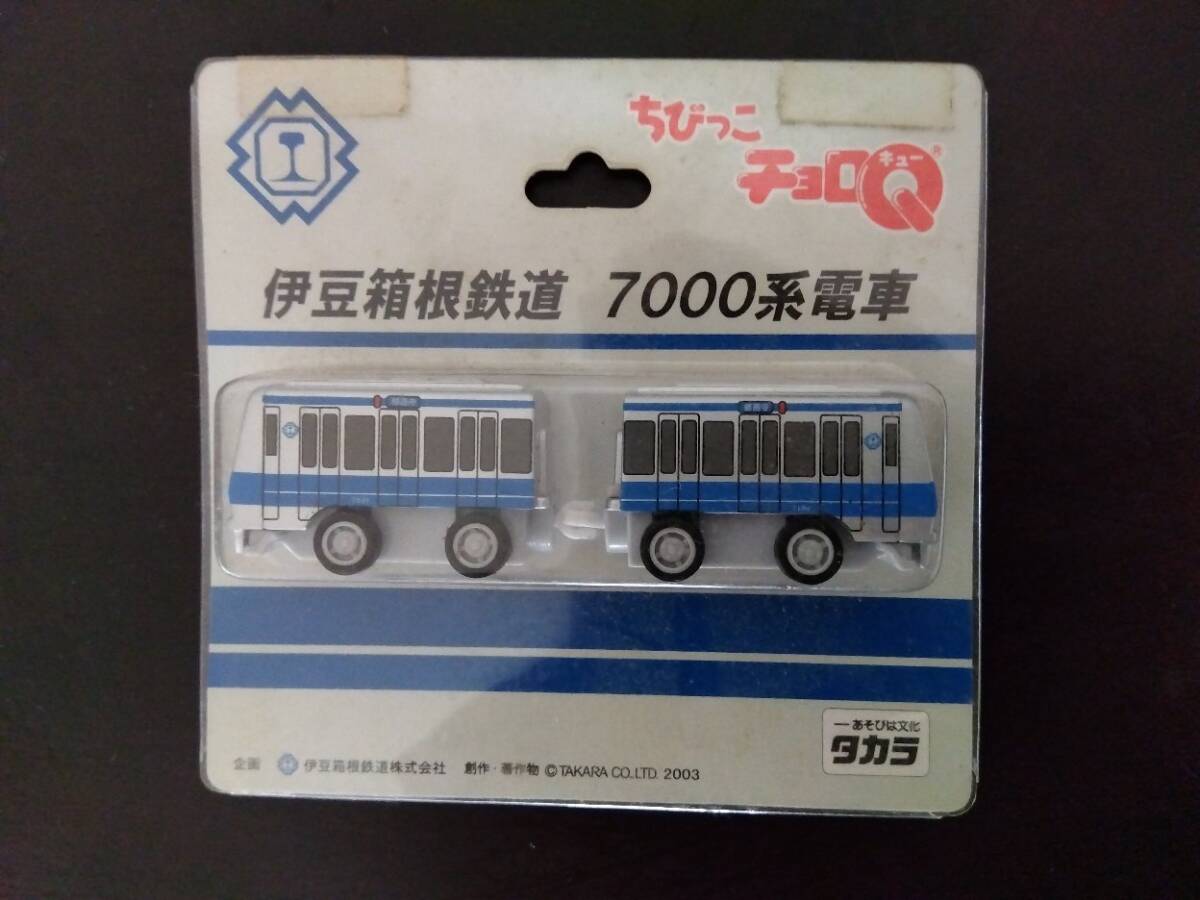 ちびっこ
チョロQ
キュー
®
伊豆箱根鉄道 7000系電車
企画 伊豆箱根鉄道株式会社 創作・著作物 ©TAKARA CO.,LTD. 2003
―あそびは文化
タカラ